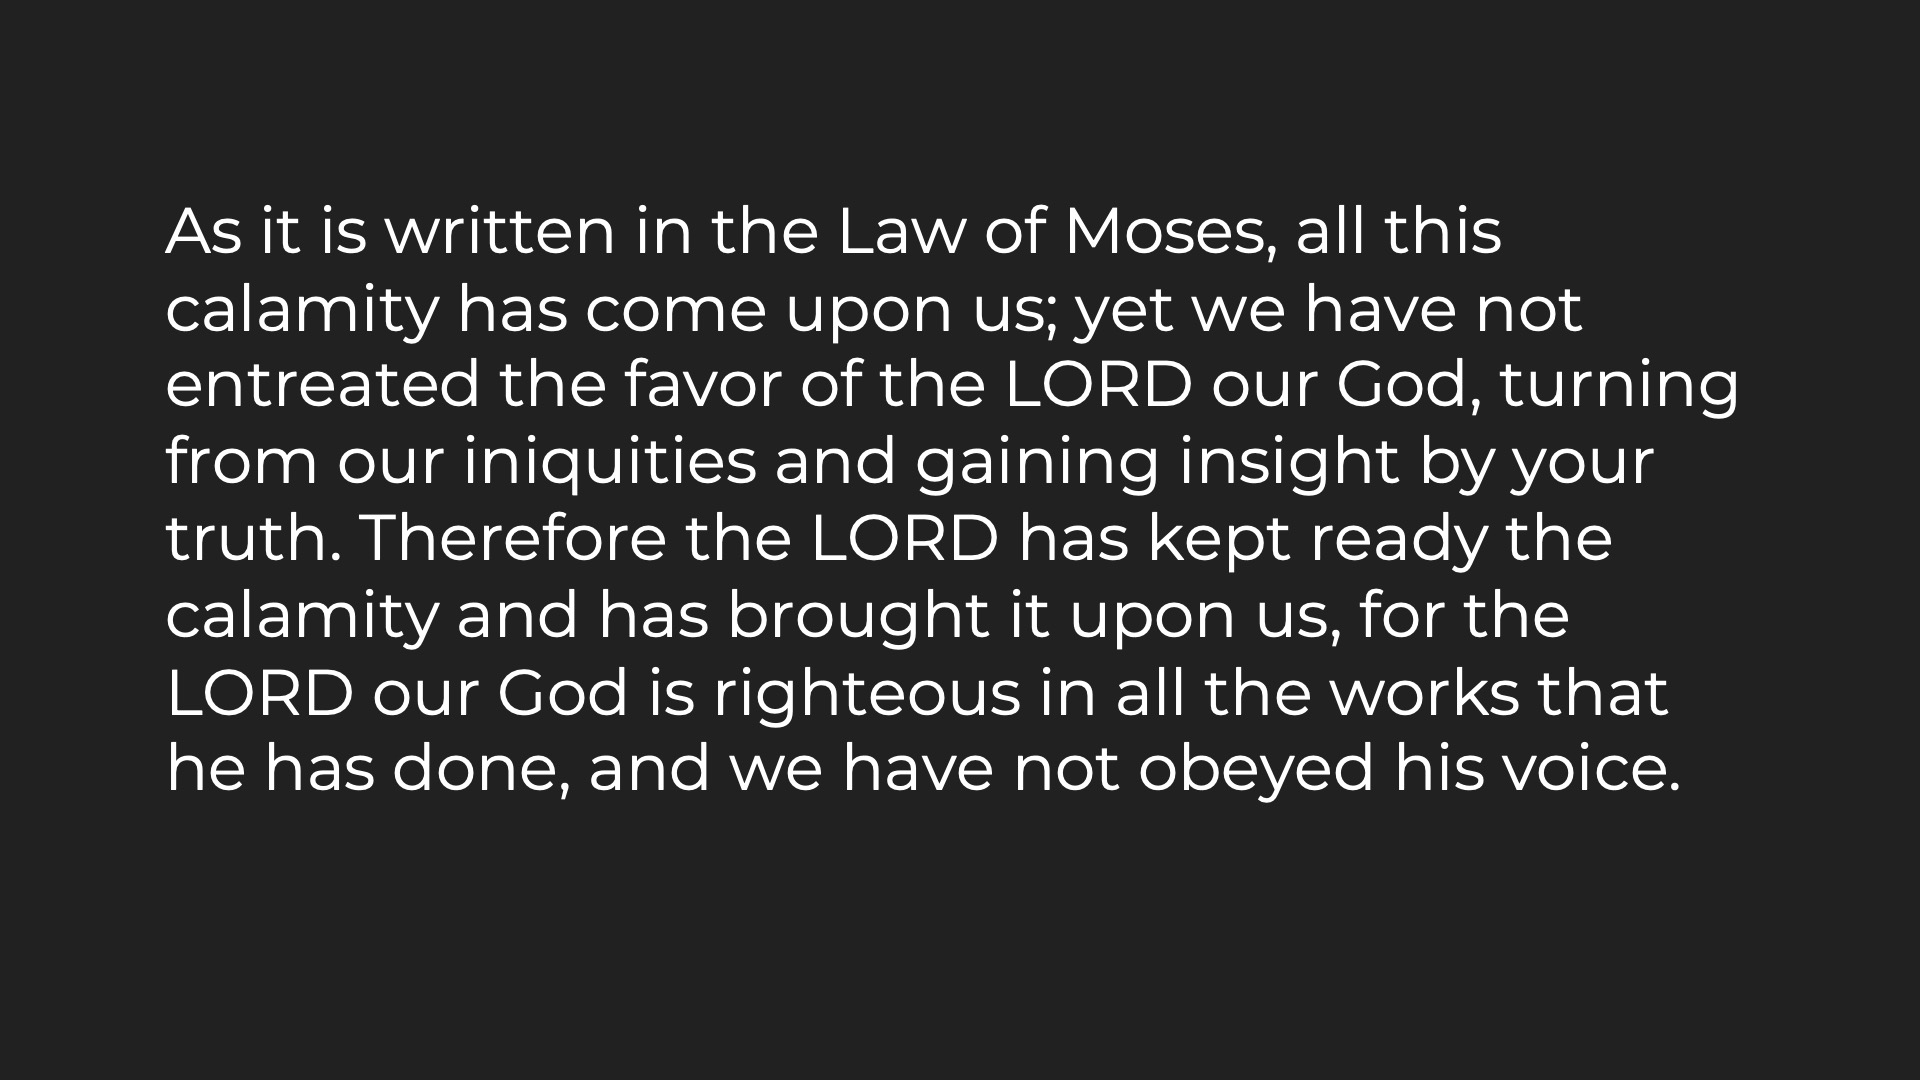 As it is written in the Law of Moses, all this
calamity has come upon us; yet we have not
entreated the favor of the LORD our God, turning
from our iniquities and gaining insight by your
truth. Therefore the LORD has kept ready the
calamity and has brought it upon us, for the
LORD our God is righteous in all the works that
he has done, and we have not obeyed his voice.